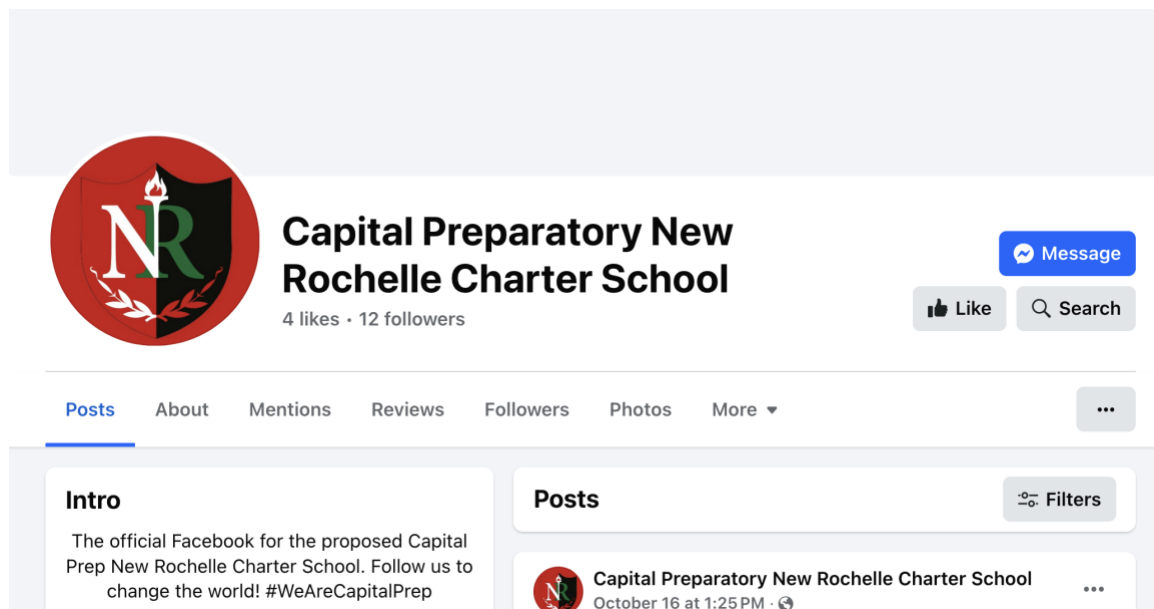 NR
Capital Preparatory New
Rochelle Charter School
4 likes · 12 followers
Message
Like
Search
Posts
About
Mentions
Reviews
Followers
Photos
More
Intro
The official Facebook for the proposed Capital
Prep New Rochelle Charter School. Follow us to
change the world! #WeAreCapitalPrep
Posts
Filters
NR
Capital Preparatory New Rochelle Charter School
October 16 at 1:25 PM ·